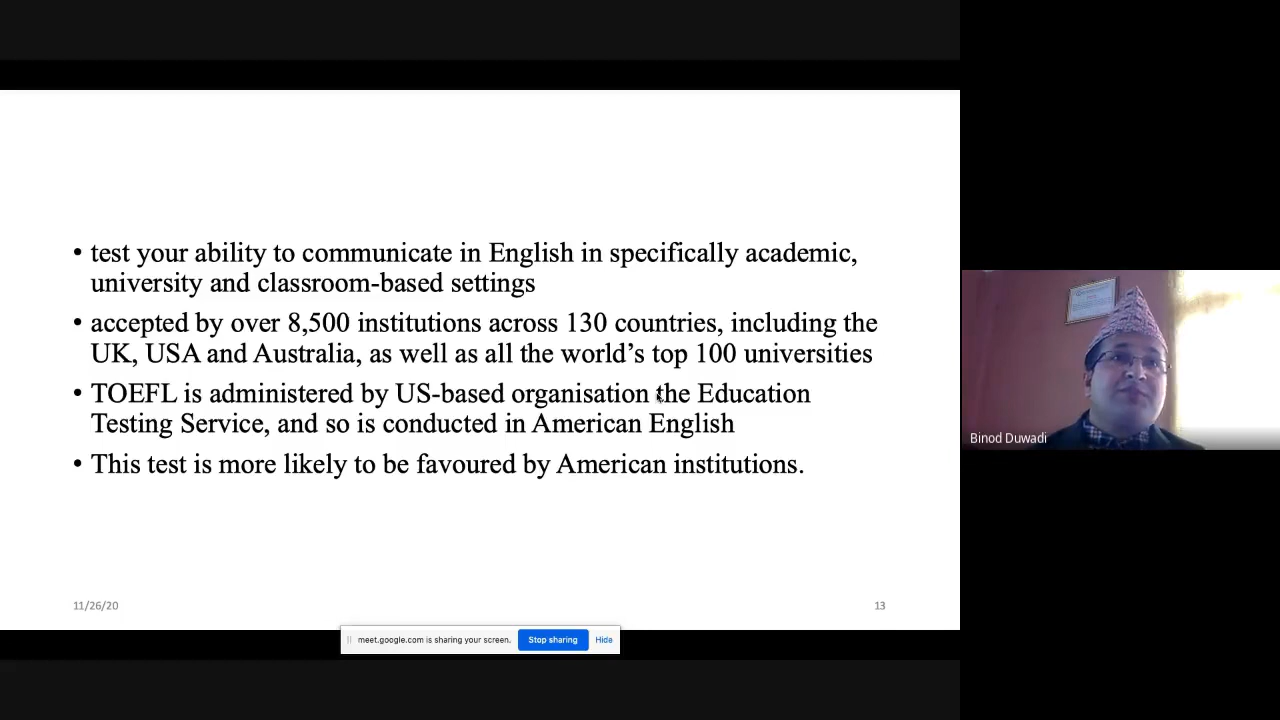 • test your ability to communicate in English in specifically academic,
university and classroom-based settings
• accepted by over 8,500 institutions across 130 countries, including the
UK, USA and Australia, as well as all the world’s top 100 universities
• TOEFL is administered by US-based organisation the Education
Testing Service, and so is conducted in American English
• This test is more likely to be favoured by American institutions.
11/26/20
13
meet.google.com is sharing your screen.
Stop sharing
Hide
Binod Duwadi